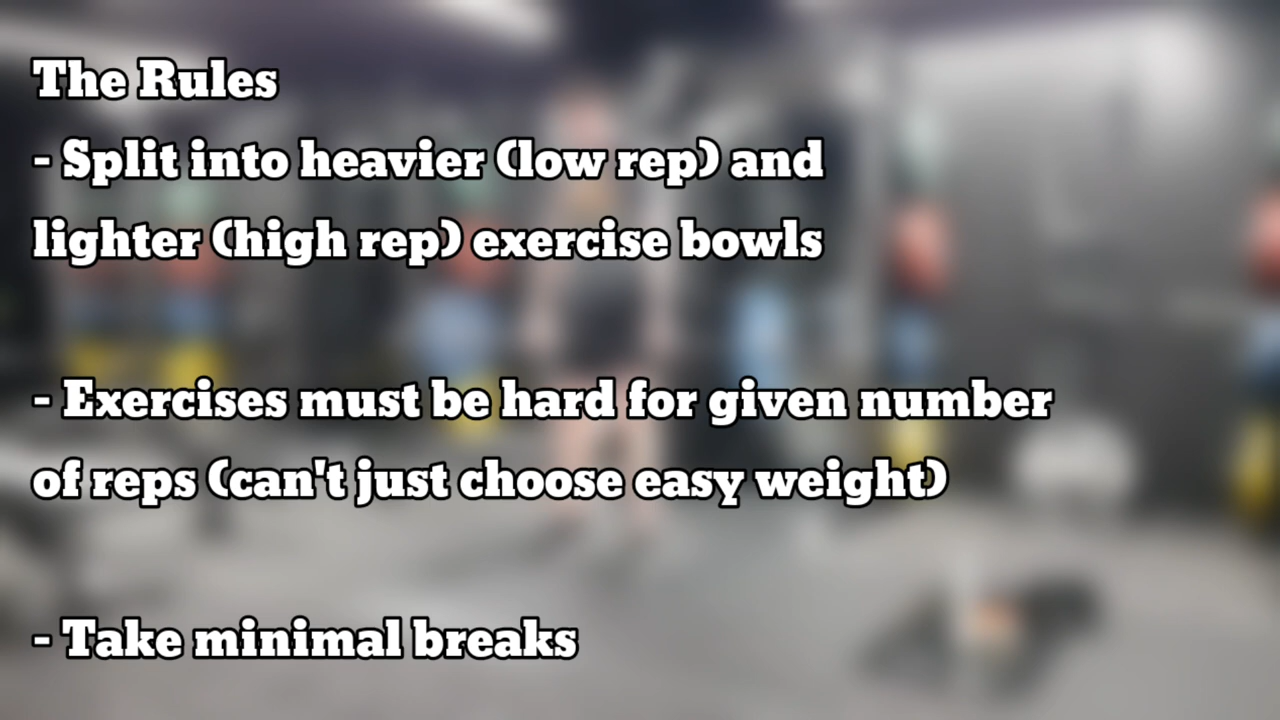 The Rules
- Split into heavier (low rep) and
lighter (high rep) exercise bowls
- Exercises must be hard for given number
of reps (can't just choose easy weight)
- Take minimal breaks